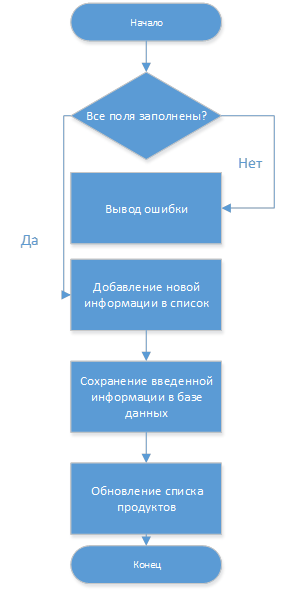 Начало
Все поля заполнены?
Нет
Вывод ошибки
Да
Добавление новой
информации в список
Сохранение введенной
информации в базе
данных
Обновление списка
продуктов
Конец